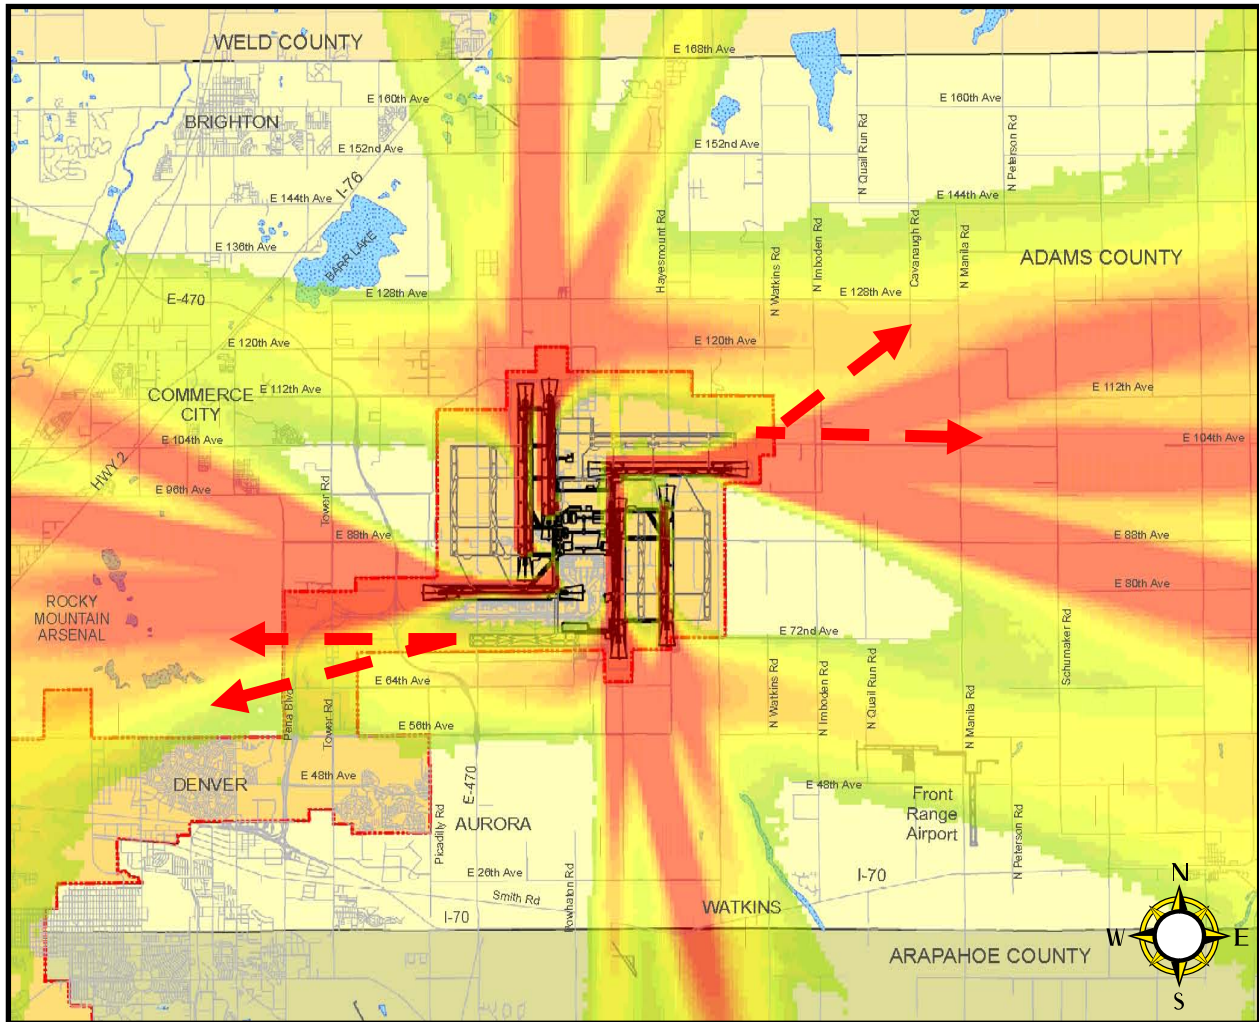 WELD COUNTY
E 168th Ave
E 160th Ave
E 160th Ave
BRIGHTON
N Quail Run Rd
N Peterson Rd
E 152nd Ave
E 152nd Ave
I-76
E 144th Ave
E 144th Ave
E 136th Ave
BARR LAKE
Hayesmount Rd
N Watkins Rd
N Imboden Rd
Cavanaugh Rd
N Manila Rd
ADAMS COUNTY
E-470
E 128th Ave
E 128th Ave
E 120th Ave
E 120th Ave
COMMERCE
CITY
E 112th Ave
E 112th Ave
E 104th Ave
E 104th Ave
HWY 2
E 96th Ave
Tower Rd
E 88th Ave
E 88th Ave
E 80th Ave
ROCKY
MOUNTAIN
ARSENAL
E 72nd Ave
Schumaker Rd
E 64th Ave
Pena Blvd
Tower Rd
E 56th Ave
N Watkins Rd
N Imboden Rd
N Quail Run Rd
N Manila Rd
DENVER
E 48th Ave
E-470
E 48th Ave
Front
Range
Airport
Picadilly Rd
AURORA
N Peterson Rd
E 26th Ave
Smith Rd
Powhaton Rd
I-70
I-70
WATKINS
ARAPAHOE COUNTY
N
W
E
S